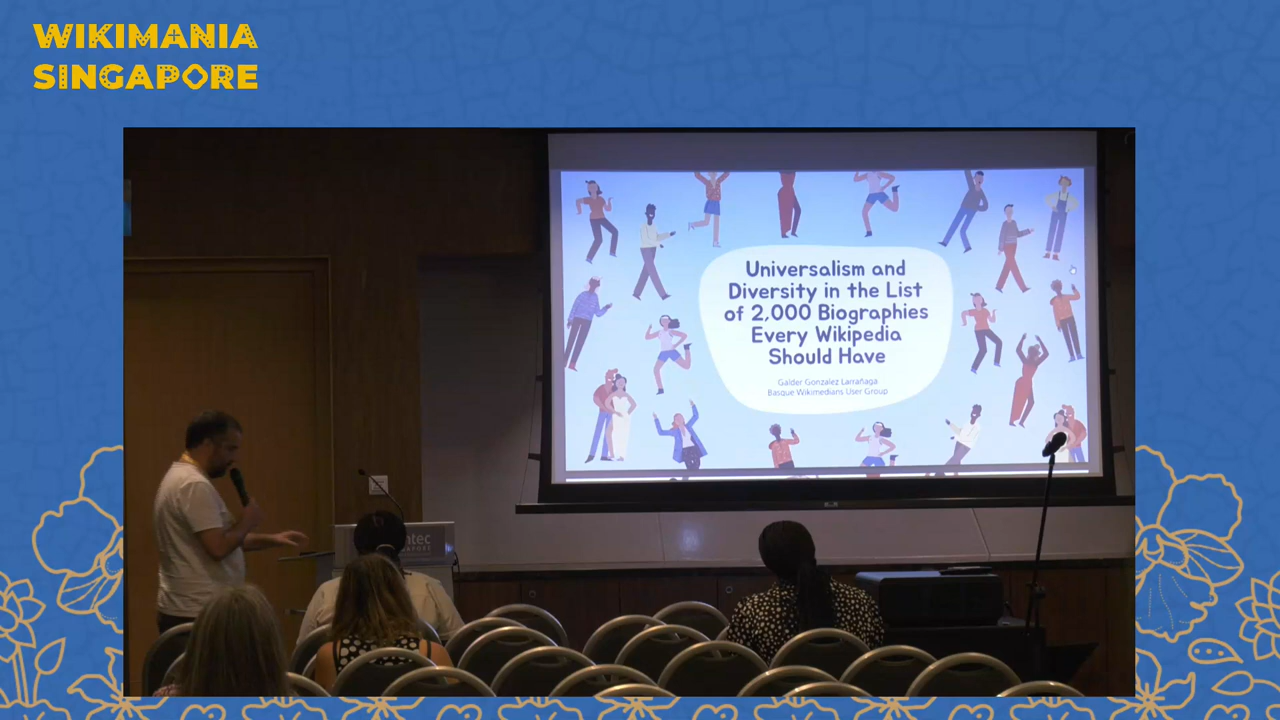 WIKIMANIA
SINGAPORE
Universalism and
Diversity in the List
of 2,000 Biographies
Every Wikipedia
Should Have
Galder Gonzalez Larrañaga
Basque Wikimedians User Group